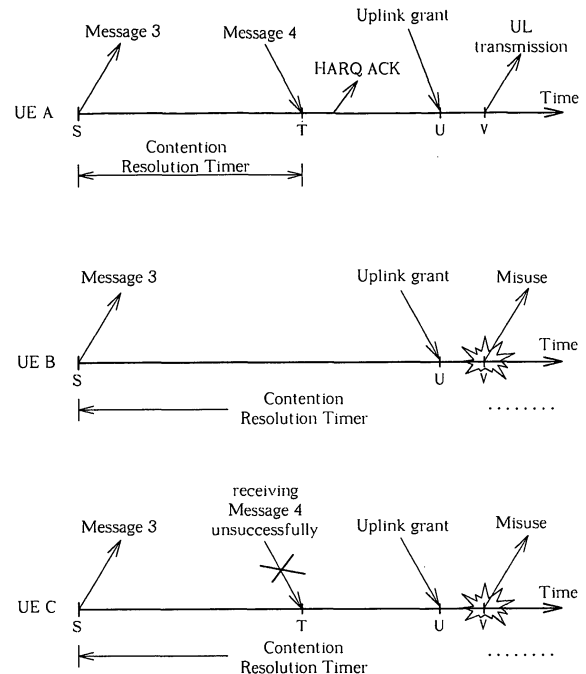 Message 3
Message 4
Uplink grant
UL
transmission
HARQ ACK
UE A
Time
S
T
U
V
Contention
Resolution Timer
Message 3
Uplink grant
Misuse
UE B
Time
S
U
V
Contention
Resolution Timer
receiving
Message 4
unsuccessfully
Message 3
Uplink grant
Misuse
UE C
Time
S
T
U
V
Contention
Resolution Timer